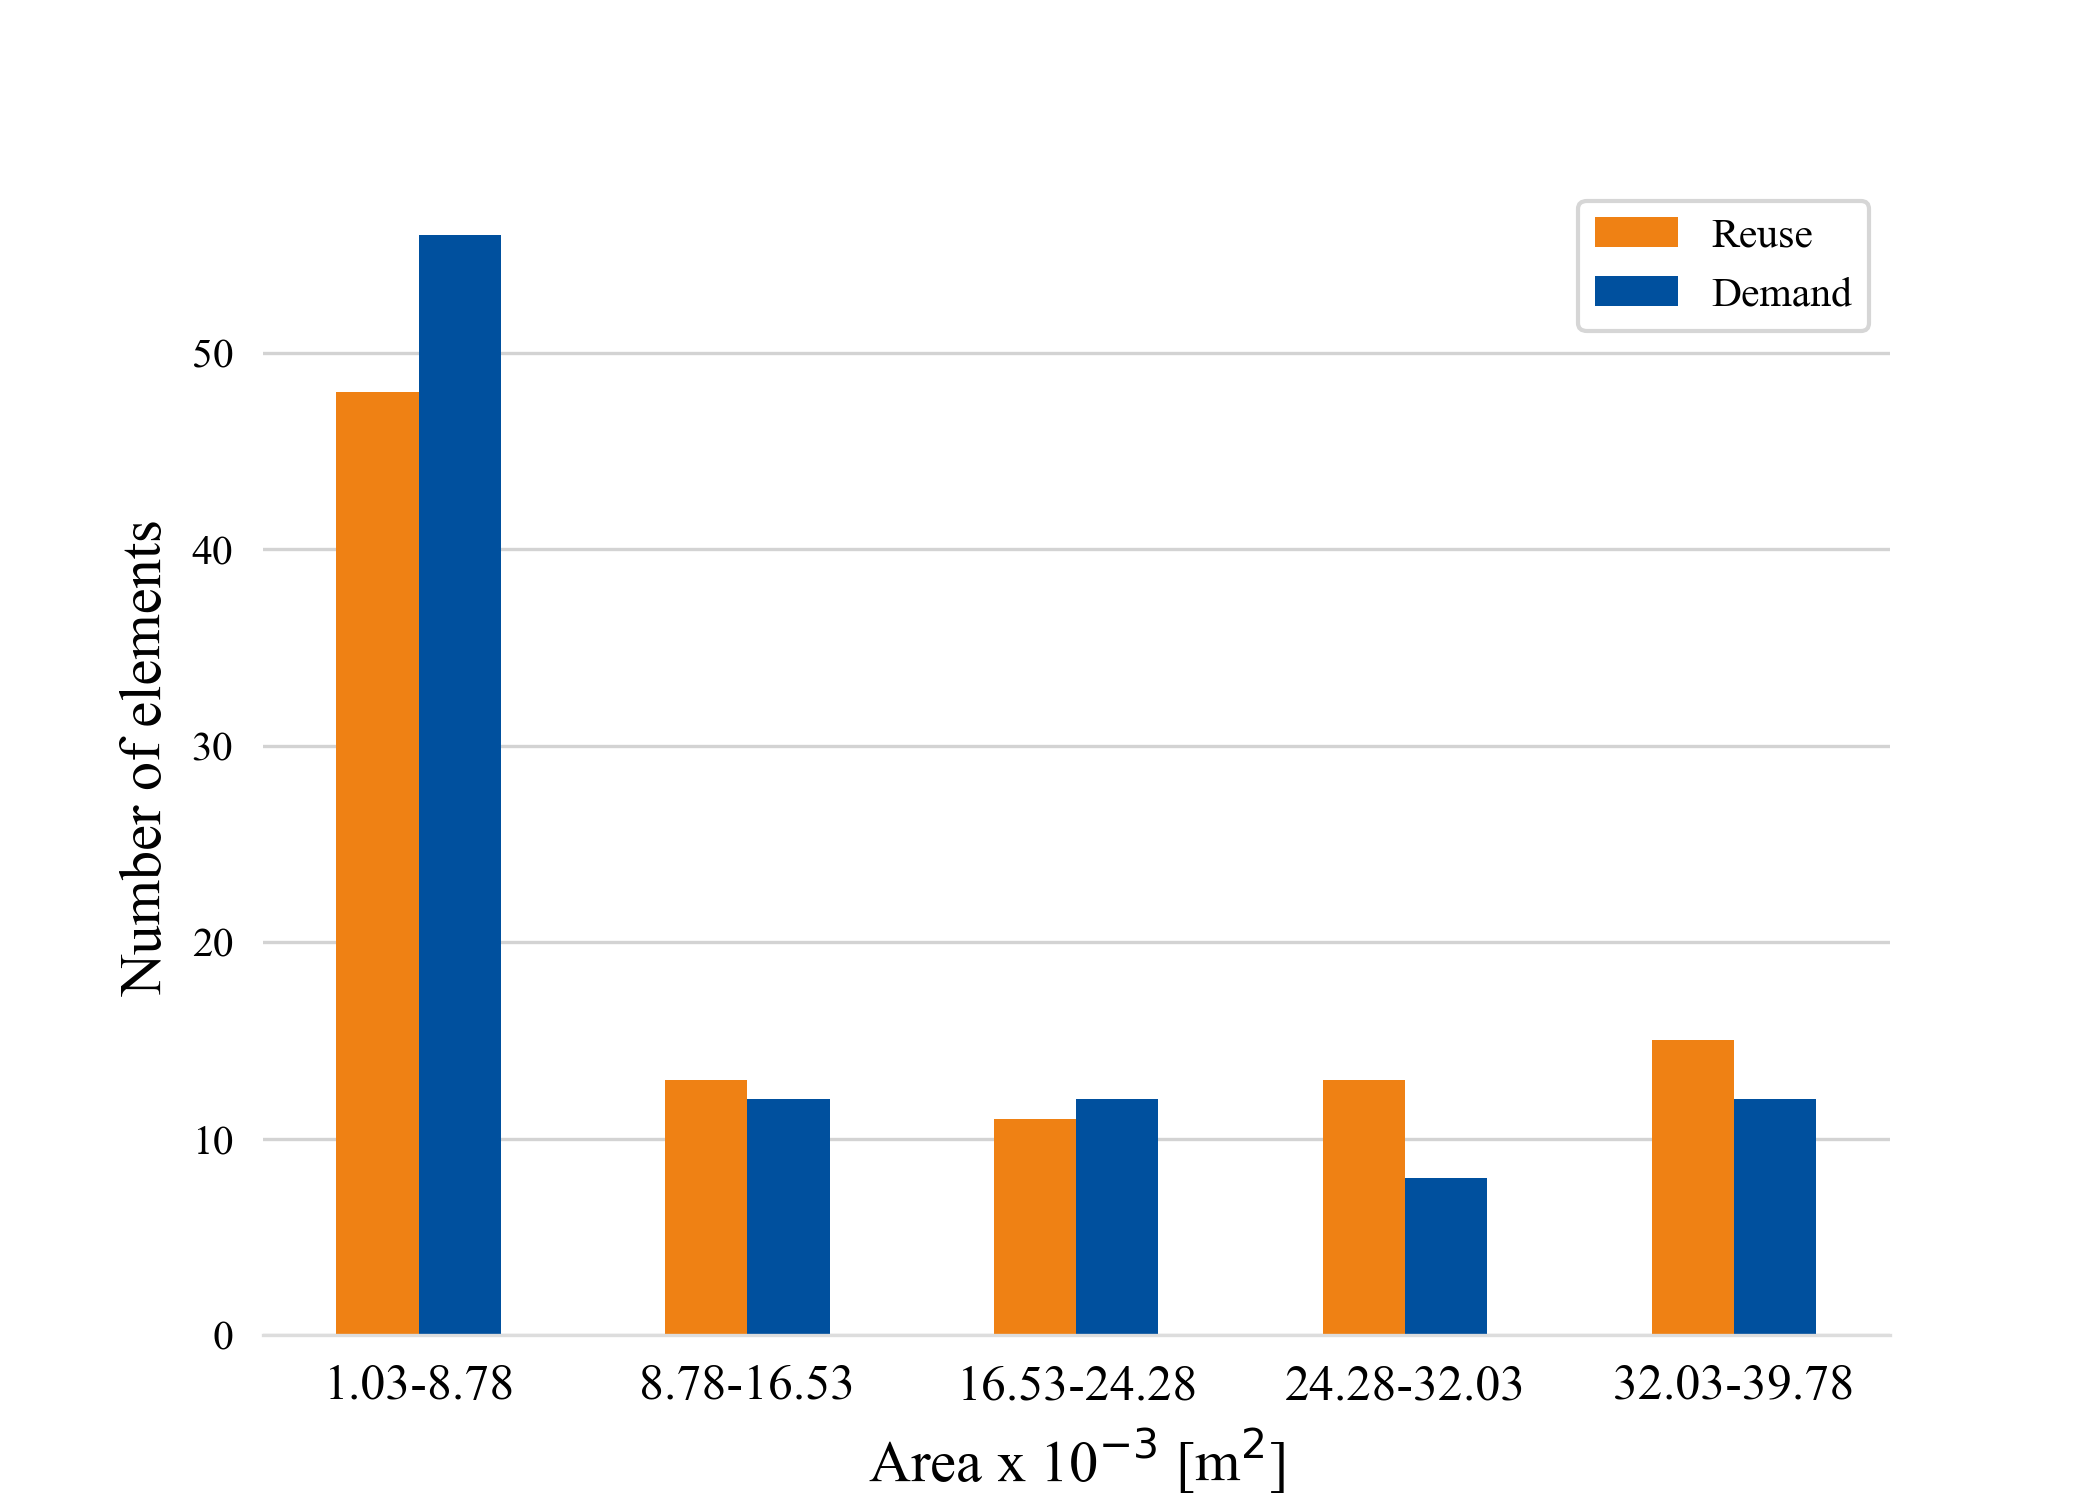 Reuse
Demand
50
40
30
20
10
0
Number of elements
1.03-8.78
8.78-16.53
16.53-24.28
24.28-32.03
32.03-39.78
Area x 10⁻³ [m²]